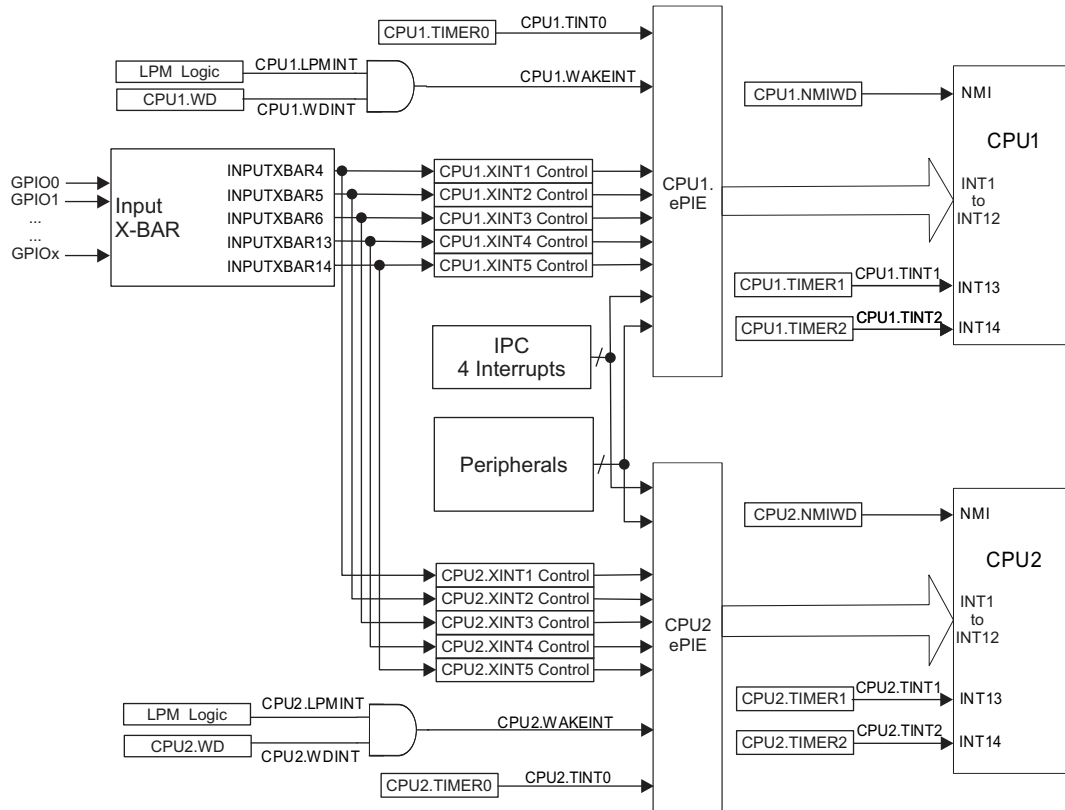 CPU1.TIMER0
CPU1.TINT0
LPM Logic
CPU1.LPMINT
CPU1.WD
CPU1.WDINT
CPU1.WAKEINT
GPIO0
GPIO1
...
...
GPIOx
Input
X-BAR
INPUTXBAR4
INPUTXBAR5
INPUTXBAR6
INPUTXBAR13
INPUTXBAR14
CPU1.XINT1 Control
CPU1.XINT2 Control
CPU1.XINT3 Control
CPU1.XINT4 Control
CPU1.XINT5 Control
IPC
4 Interrupts
Peripherals
CPU1.
ePIE
CPU1.NMIWD
NMI
CPU1
INT1
to
INT12
CPU1.TIMER1
CPU1.TINT1
INT13
CPU1.TIMER2
CPU1.TINT2
INT14
CPU2.XINT1 Control
CPU2.XINT2 Control
CPU2.XINT3 Control
CPU2.XINT4 Control
CPU2.XINT5 Control
LPM Logic
CPU2.LPMINT
CPU2.WD
CPU2.WDINT
CPU2.WAKEINT
CPU2.TIMER0
CPU2.TINT0
CPU2
ePIE
CPU2.NMIWD
NMI
CPU2
INT1
to
INT12
CPU2.TIMER1
CPU2.TINT1
INT13
CPU2.TIMER2
CPU2.TINT2
INT14